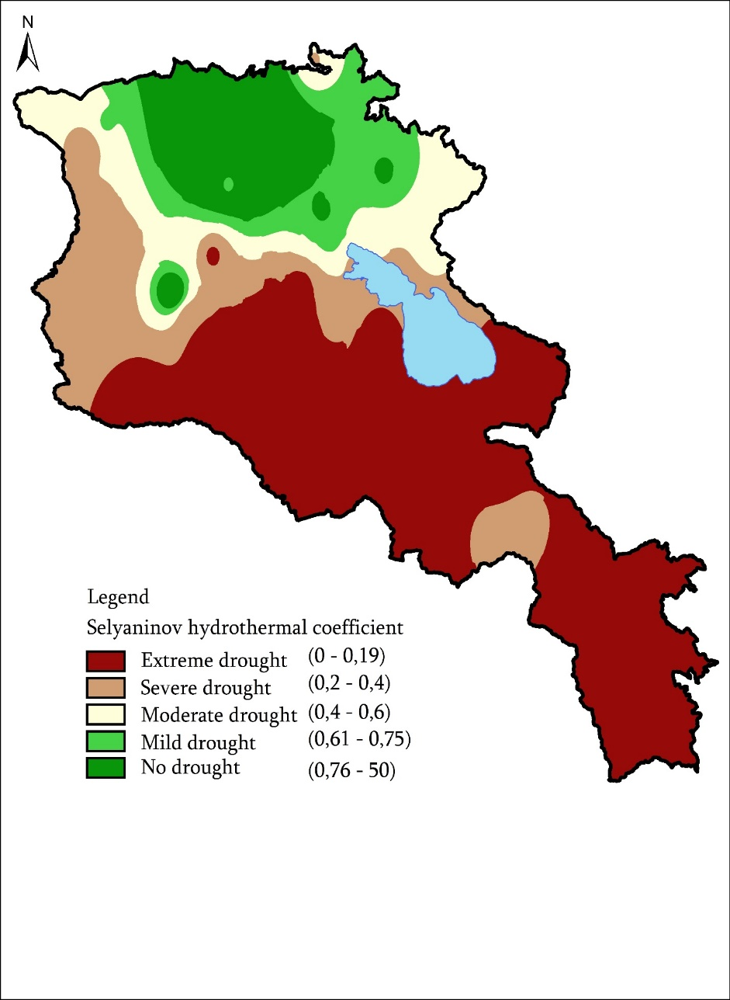 N
Legend
Selyaninov hydrothermal coefficient
Extreme drought (0 - 0,19)
Severe drought (0,2 - 0,4)
Moderate drought (0,4 - 0,6)
Mild drought (0,61 - 0,75)
No drought (0,76 - 50)